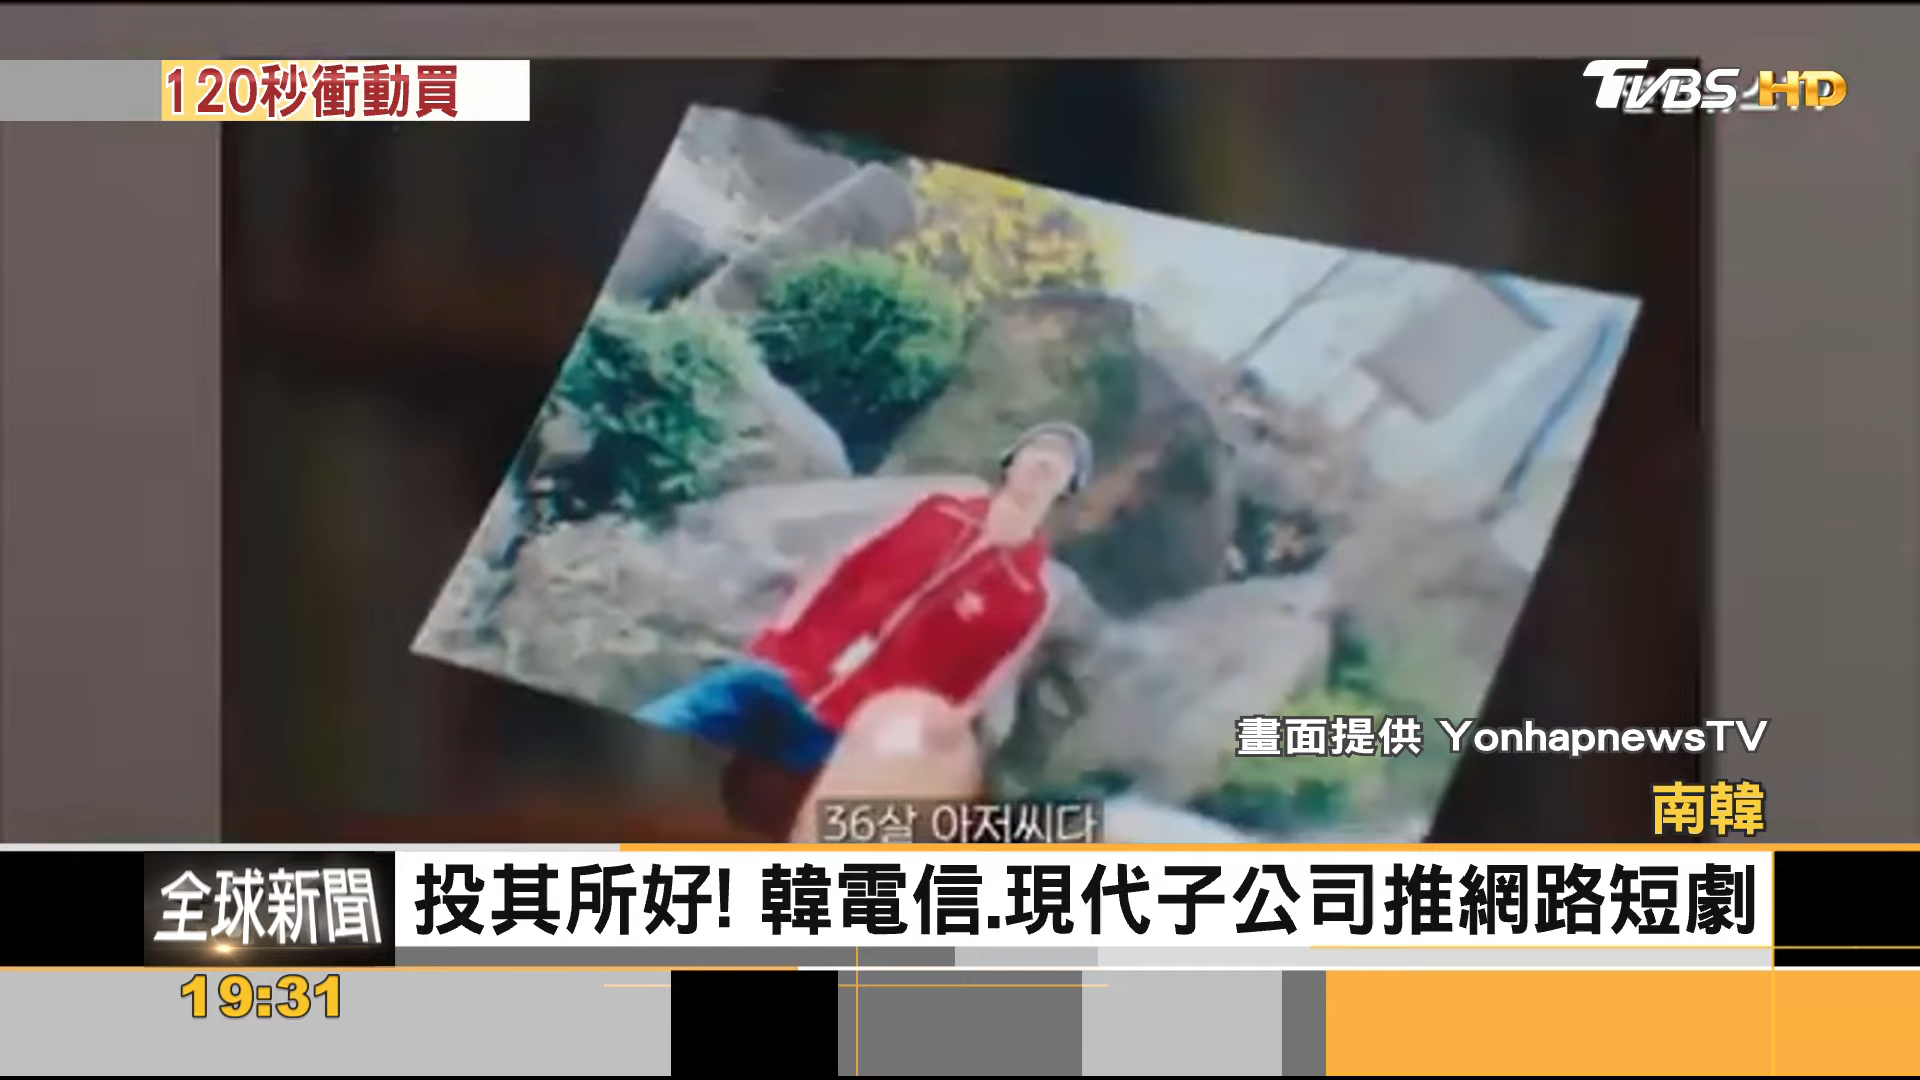 120秒衝動買
TVBS HD
畫面提供 YonhapnewsTV
南韓
36살 아저씨다
全球新聞
投其所好! 韓電信.現代子公司推網路短劇
19:31